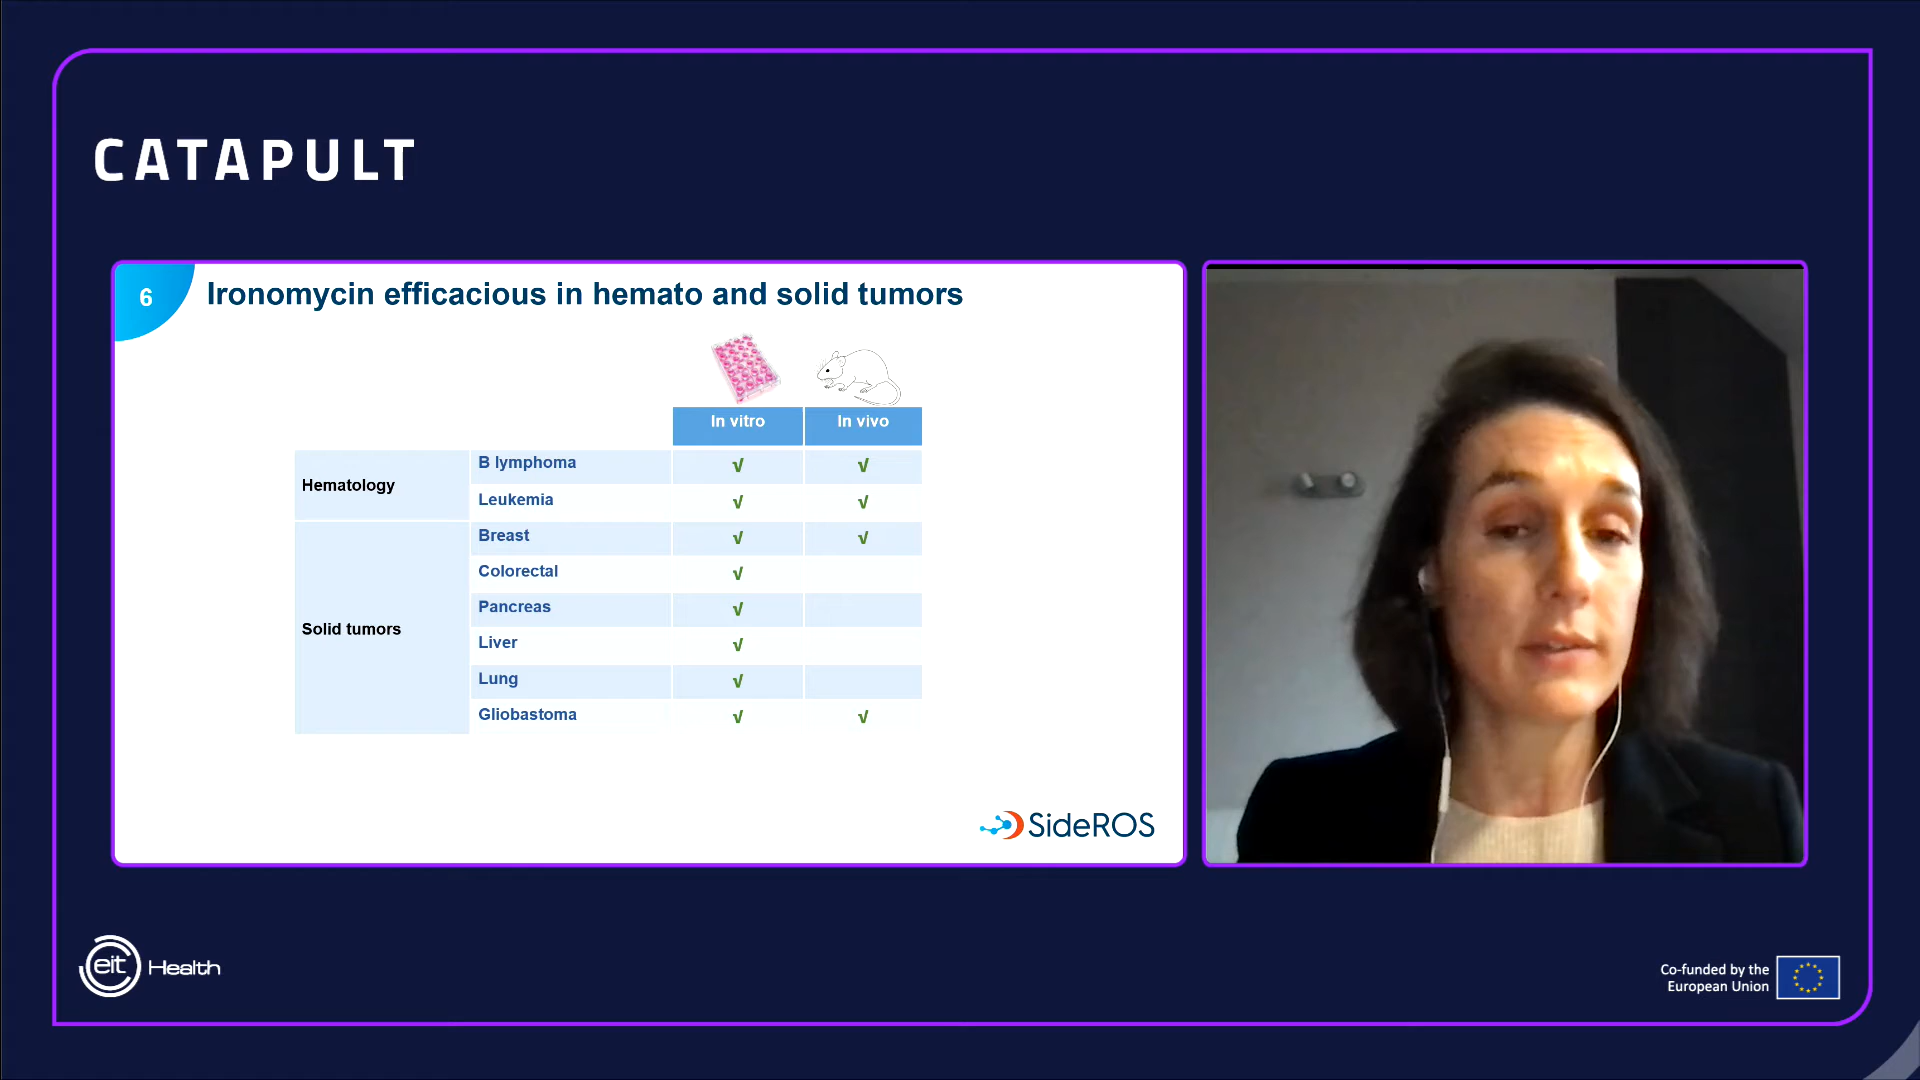 CATAPULT
6
Ironomycin efficacious in hemato and solid tumors
In vitro In vivo
Hematology
B lymphoma √ √
Leukemia √ √
Solid tumors
Breast √ √
Colorectal √
Pancreas √
Liver √
Lung √
Gliobastoma √ √
SideROS
eit Health
Co-funded by the
European Union